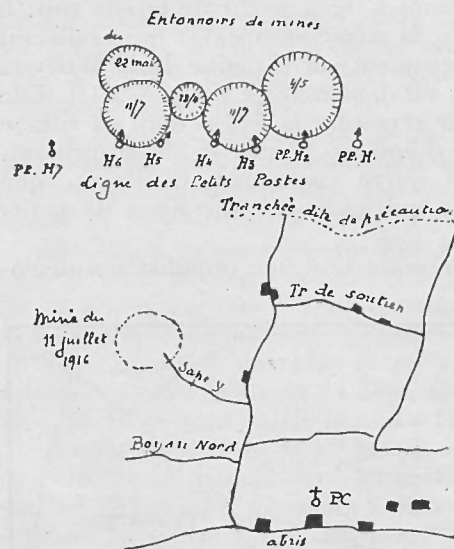 Entonnoirs de mines
du
22 mai
11/7
11/7
4/5
PP. H7
H6
H5
H4
H3
PP. H2
PP. H1
Ligne des Petits Postes
Tranchée dite de précaution
Tr de soutien
Mine du
11 juillet
1916
Sape y
Boyau Nord
PC
abris